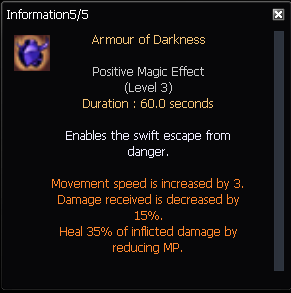 Information5/5
Armour of Darkness
Positive Magic Effect
(Level 3)
Duration : 60.0 seconds
Enables the swift escape from
danger.
Movement speed is increased by 3.
Damage received is decreased by
15%.
Heal 35% of inflicted damage by
reducing MP.